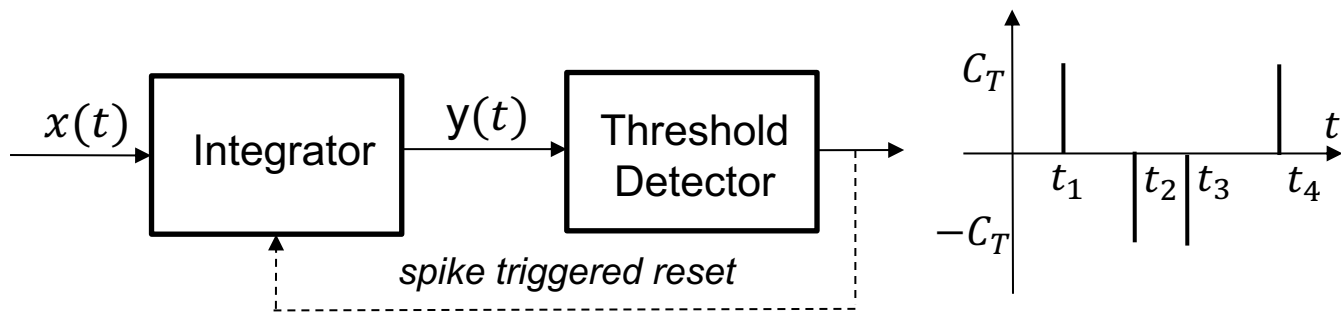 x(t)
Integrator
y(t)
Threshold
Detector
spike triggered reset
C_T
t
t_1
t_2
t_3
t_4
−C_T